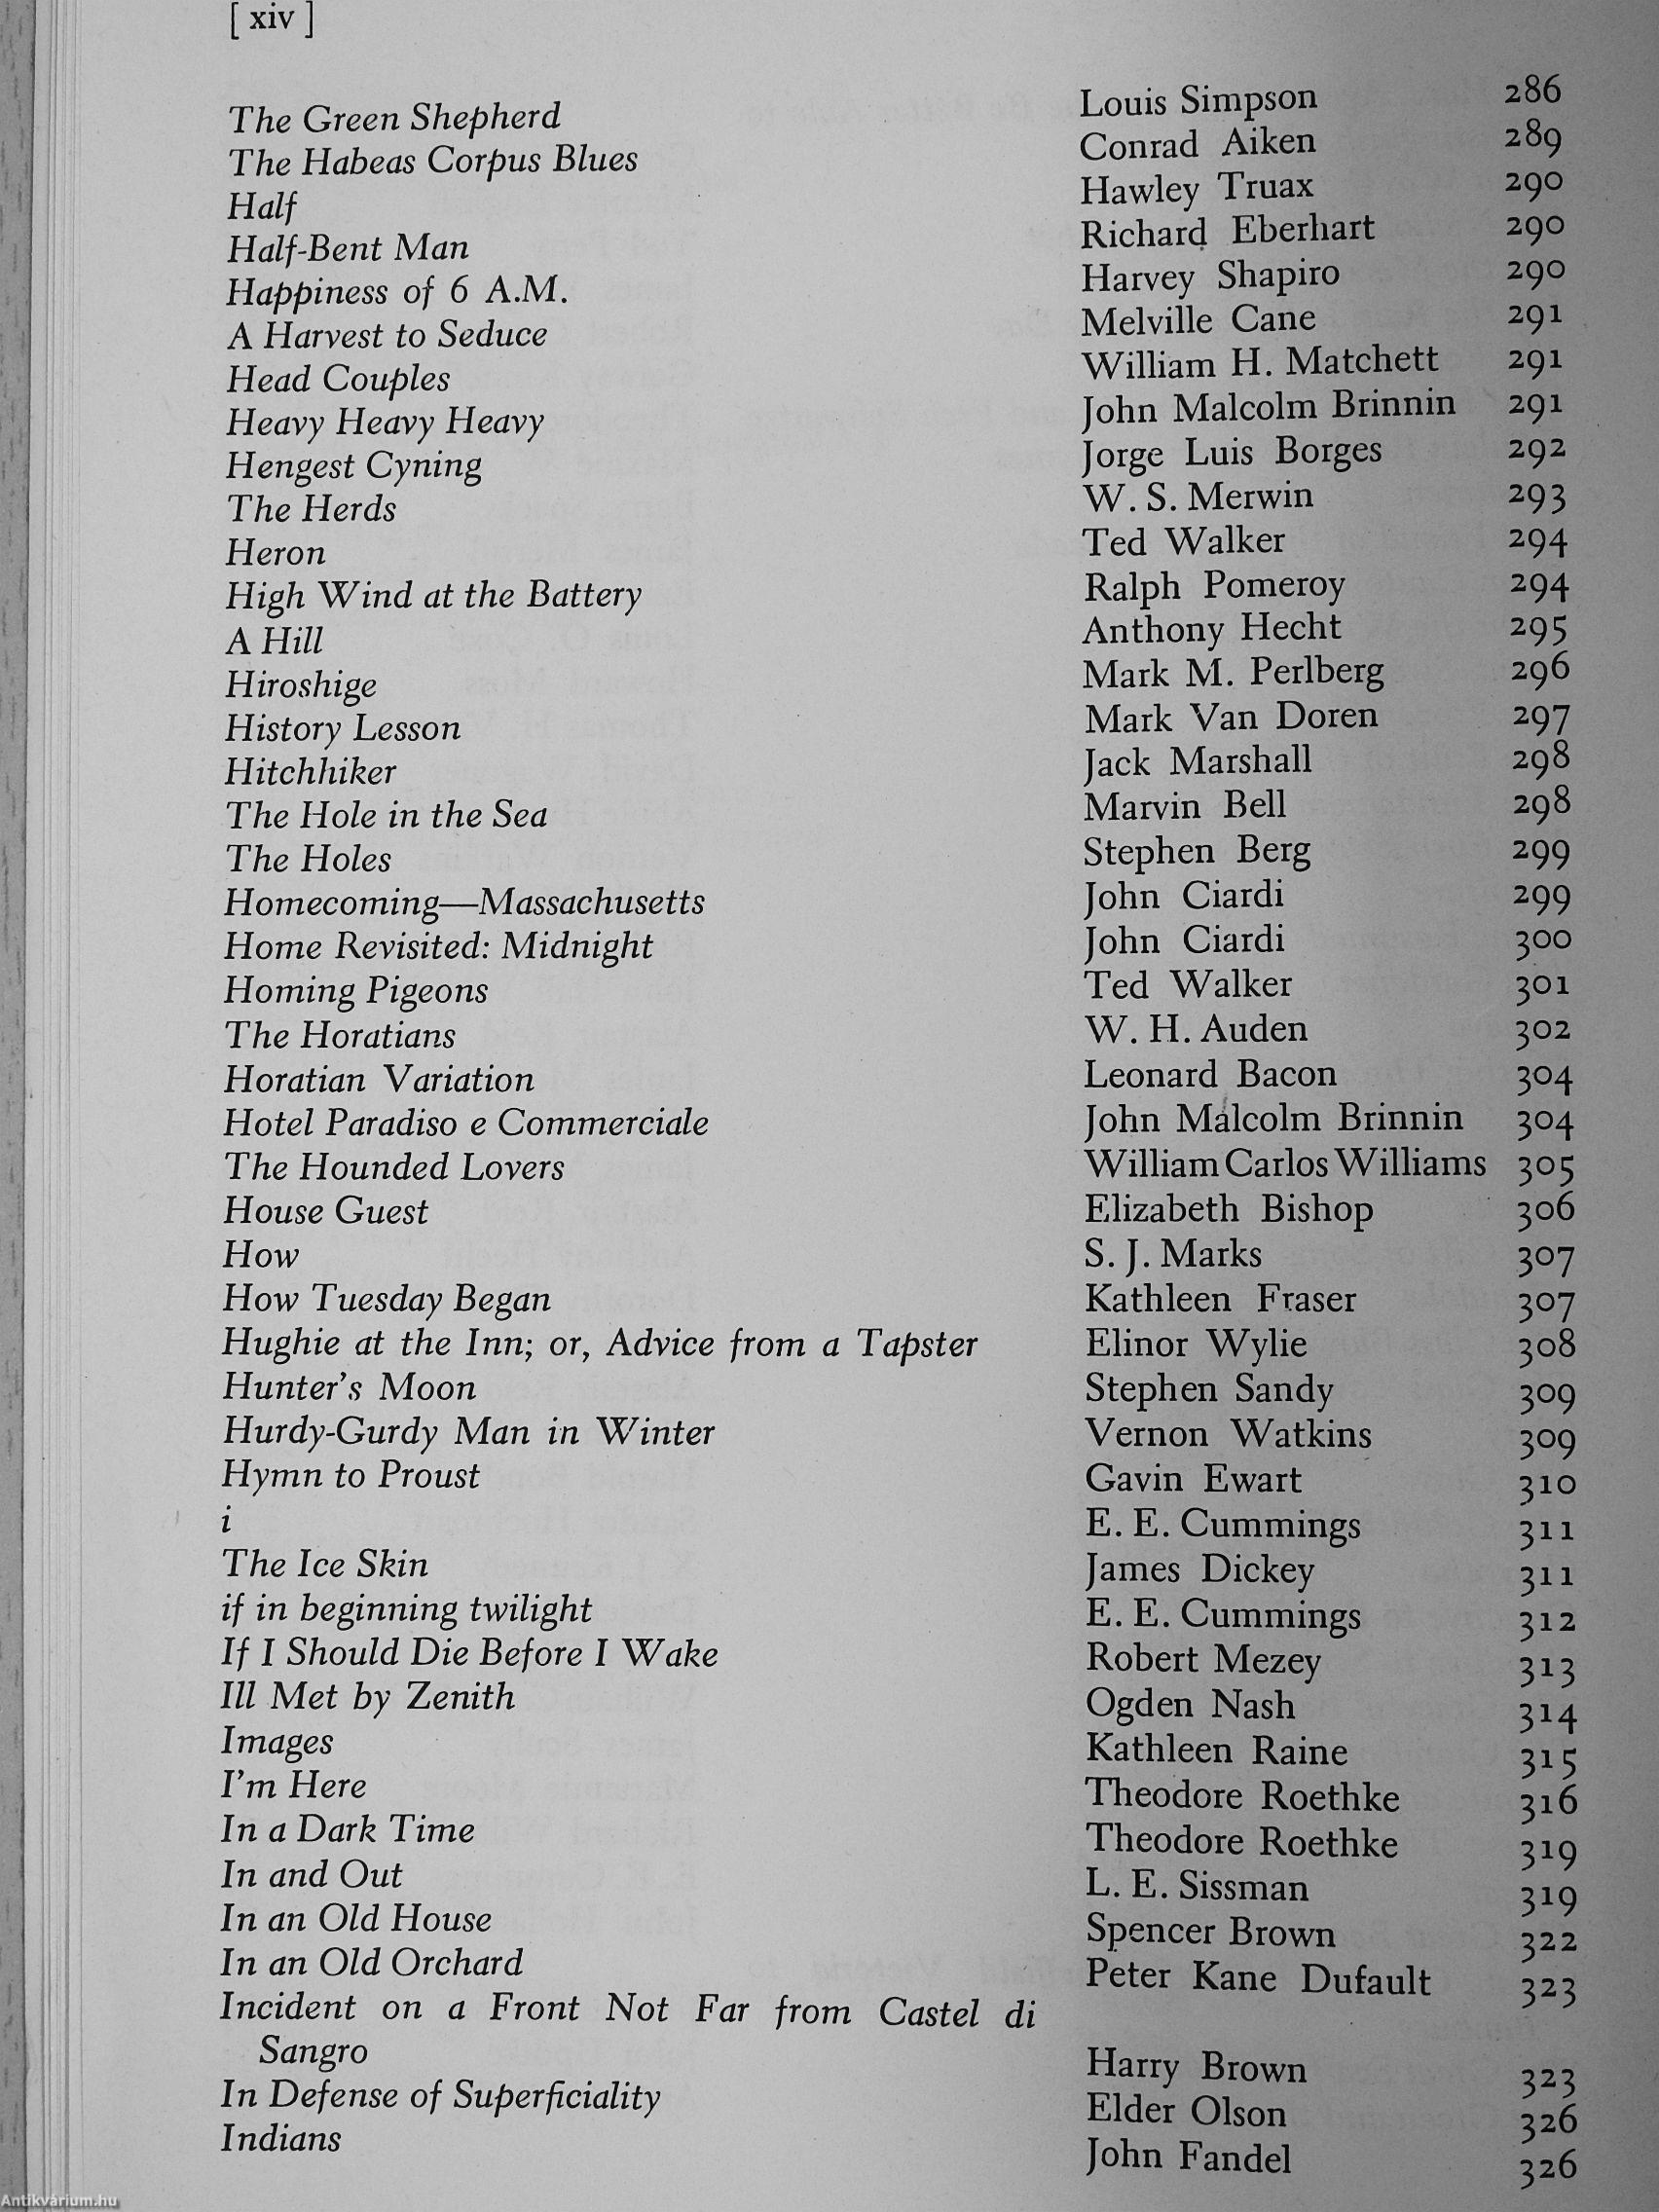 [ xiv ]
The Green Shepherd Louis Simpson 286
The Habeas Corpus Blues Conrad Aiken 289
Half Hawley Truax 290
Half-Bent Man Richard Eberhart 290
Happiness of 6 A.M. Harvey Shapiro 290
A Harvest to Seduce Melville Cane 291
Head Couples William H. Matchett 291
Heavy Heavy Heavy John Malcolm Brinnin 291
Hengest Cyning Jorge Luis Borges 292
The Herds W. S. Merwin 293
Heron Ted Walker 294
High Wind at the Battery Ralph Pomeroy 294
A Hill Anthony Hecht 295
Hiroshige Mark M. Perlberg 296
History Lesson Mark Van Doren 297
Hitchhiker Jack Marshall 298
The Hole in the Sea Marvin Bell 298
The Holes Stephen Berg 299
Homecoming—Massachusetts John Ciardi 299
Home Revisited: Midnight John Ciardi 300
Homing Pigeons Ted Walker 301
The Horatians W. H. Auden 302
Horatian Variation Leonard Bacon 304
Hotel Paradiso e Commerciale John Malcolm Brinnin 304
The Hounded Lovers William Carlos Williams 305
House Guest Elizabeth Bishop 306
How S. J. Marks 307
How Tuesday Began Kathleen Fraser 307
Hughie at the Inn; or, Advice from a Tapster Elinor Wylie 308
Hunter's Moon Stephen Sandy 309
Hurdy-Gurdy Man in Winter Vernon Watkins 309
Hymn to Proust Gavin Ewart 310
i E. E. Cummings 311
The Ice Skin James Dickey 311
if in beginning twilight E. E. Cummings 312
If I Should Die Before I Wake Robert Mezey 313
Ill Met by Zenith Ogden Nash 314
Images Kathleen Raine 315
I'm Here Theodore Roethke 316
In a Dark Time Theodore Roethke 319
In and Out L. E. Sissman 319
In an Old House Spencer Brown 322
In an Old Orchard Peter Kane Dufault 323
Incident on a Front Not Far from Castel di
Sangro Harry Brown 323
In Defense of Superficiality Elder Olson 326
Indians John Fandel 326
Antikvárium.hu